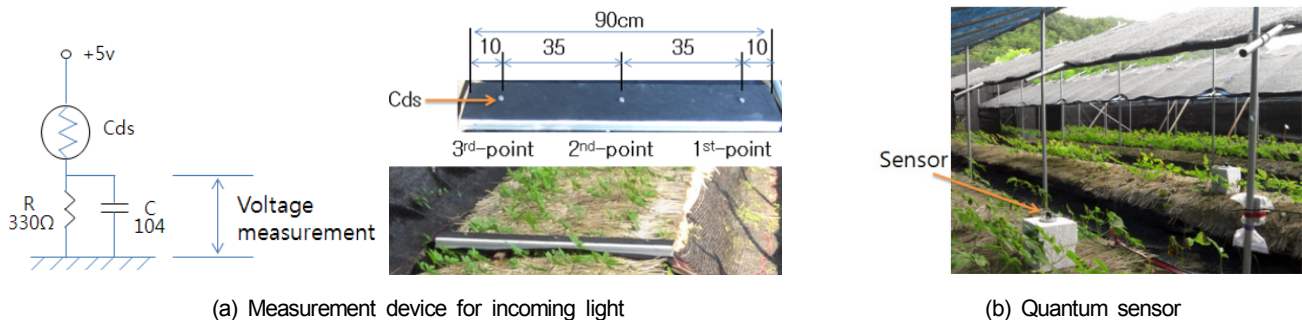 +5v
Cds
R
330Ω
C
104
Voltage
measurement
90cm
10
35
35
10
Cds
3rd-point
2nd-point
1st-point
Sensor
(a) Measurement device for incoming light
(b) Quantum sensor